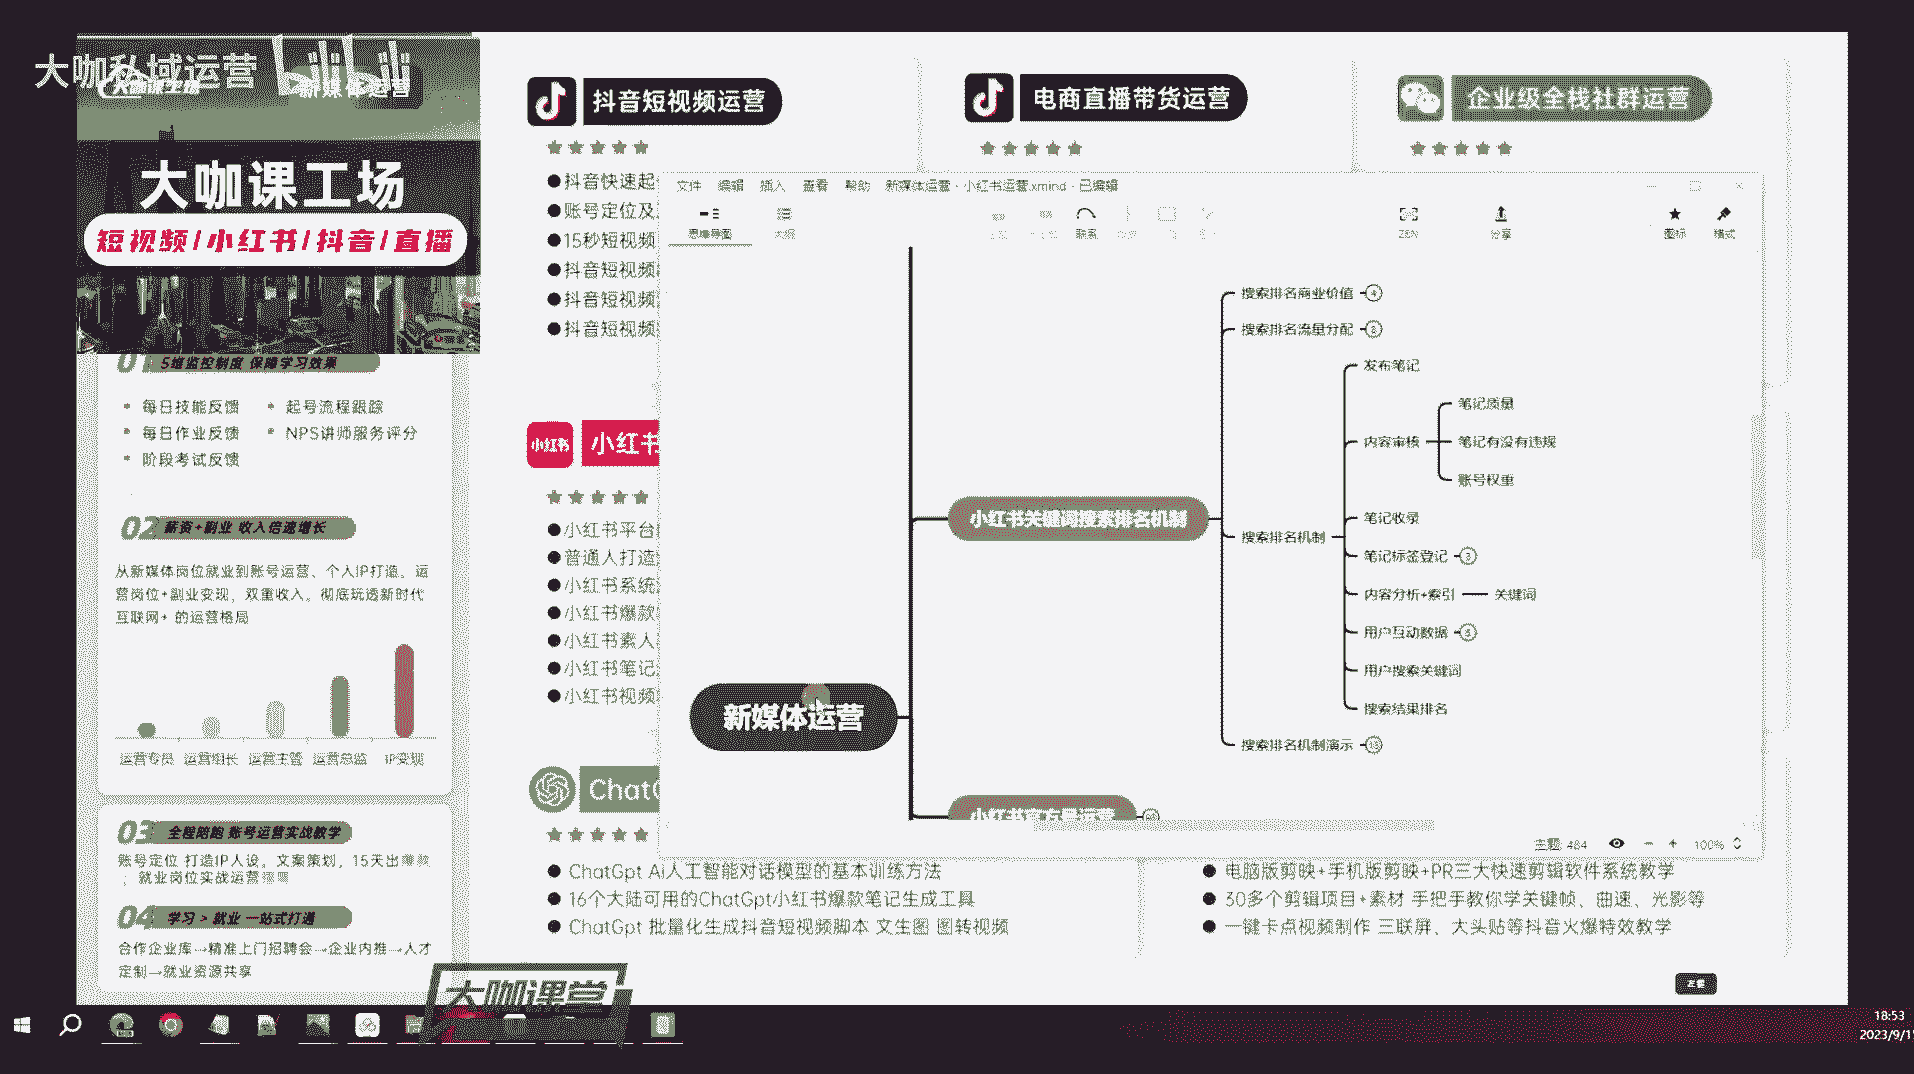 大咖私域运营
新媒体运营
大咖课工场
短视频/小红书/抖音/直播
01 5维监控制度 保障学习效果
每日技能反馈
起号流程跟踪
每日作业反馈
NPS讲师服务评分
阶段考试反馈
02 薪资+副业 收入倍速增长
从新媒体岗位就业到账号运营、个人IP打造。运
营岗位+副业变现，双重收入。彻底玩透新时代
互联网+ 的运营格局
运营专员 运营组长 运营主管 运营总监 IP变现
03 全程陪跑 账号运营实战教学
账号定位 打造IP人设。文案策划，15天出爆款
；就业岗位实战运营
04 学习 > 就业 一站式打通
合作企业库→精准上门招聘会→企业内推→人才
定制→就业资源共享
抖音短视频运营
抖音快速起
账号定位及
15秒短视频
抖音短视频
抖音短视频
抖音短视频
电商直播带货运营
企业级全栈社群运营
小红书
小红书
小红书平台
普通人打造
小红书系统
小红书爆款
小红书素人
小红书笔记
小红书视频
ChatG
ChatGpt Ai人工智能对话模型的基本训练方法
16个大陆可用的ChatGpt小红书爆款笔记生成工具
ChatGpt 批量化生成抖音短视频脚本 文生图 图转视频
电脑版剪映+手机版剪映+PR三大快速剪辑软件系统教学
30多个剪辑项目+素材 手把手教你学关键帧、曲速、光影等
一键卡点视频制作 三联屏、大头贴等抖音火爆特效教学
文件 编辑 插入 查看 帮助 新媒体运营 · 小红书运营.xmind - 已编辑
思维导图 大纲 联系 ZEN 分享 图标 格式
新媒体运营
小红书关键词搜索排名机制
搜索排名商业价值
搜索排名流量分配
搜索排名机制
发布笔记
内容审核
笔记质量
笔记有没有违规
账号权重
笔记收录
笔记标签登记
内容分析+索引
关键词
用户互动数据
用户搜索关键词
搜索结果排名
搜索排名机制演示
主题: 484
100%
大咖课堂
18:53
2023/9/1